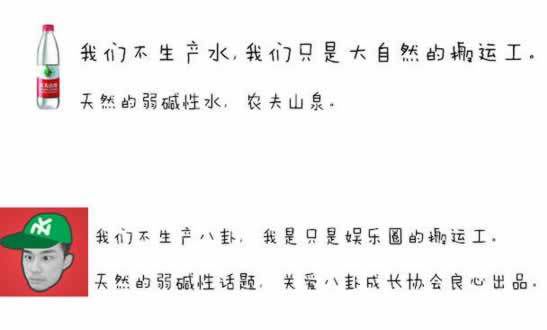 我们不生产水,我们只是大自然的搬运工。
天然的弱碱性水, 农夫山泉。
我们不生产八卦, 我是只是娱乐圈的搬运工。
天然的弱碱性话题, 关爱八卦成长协会良心出品。